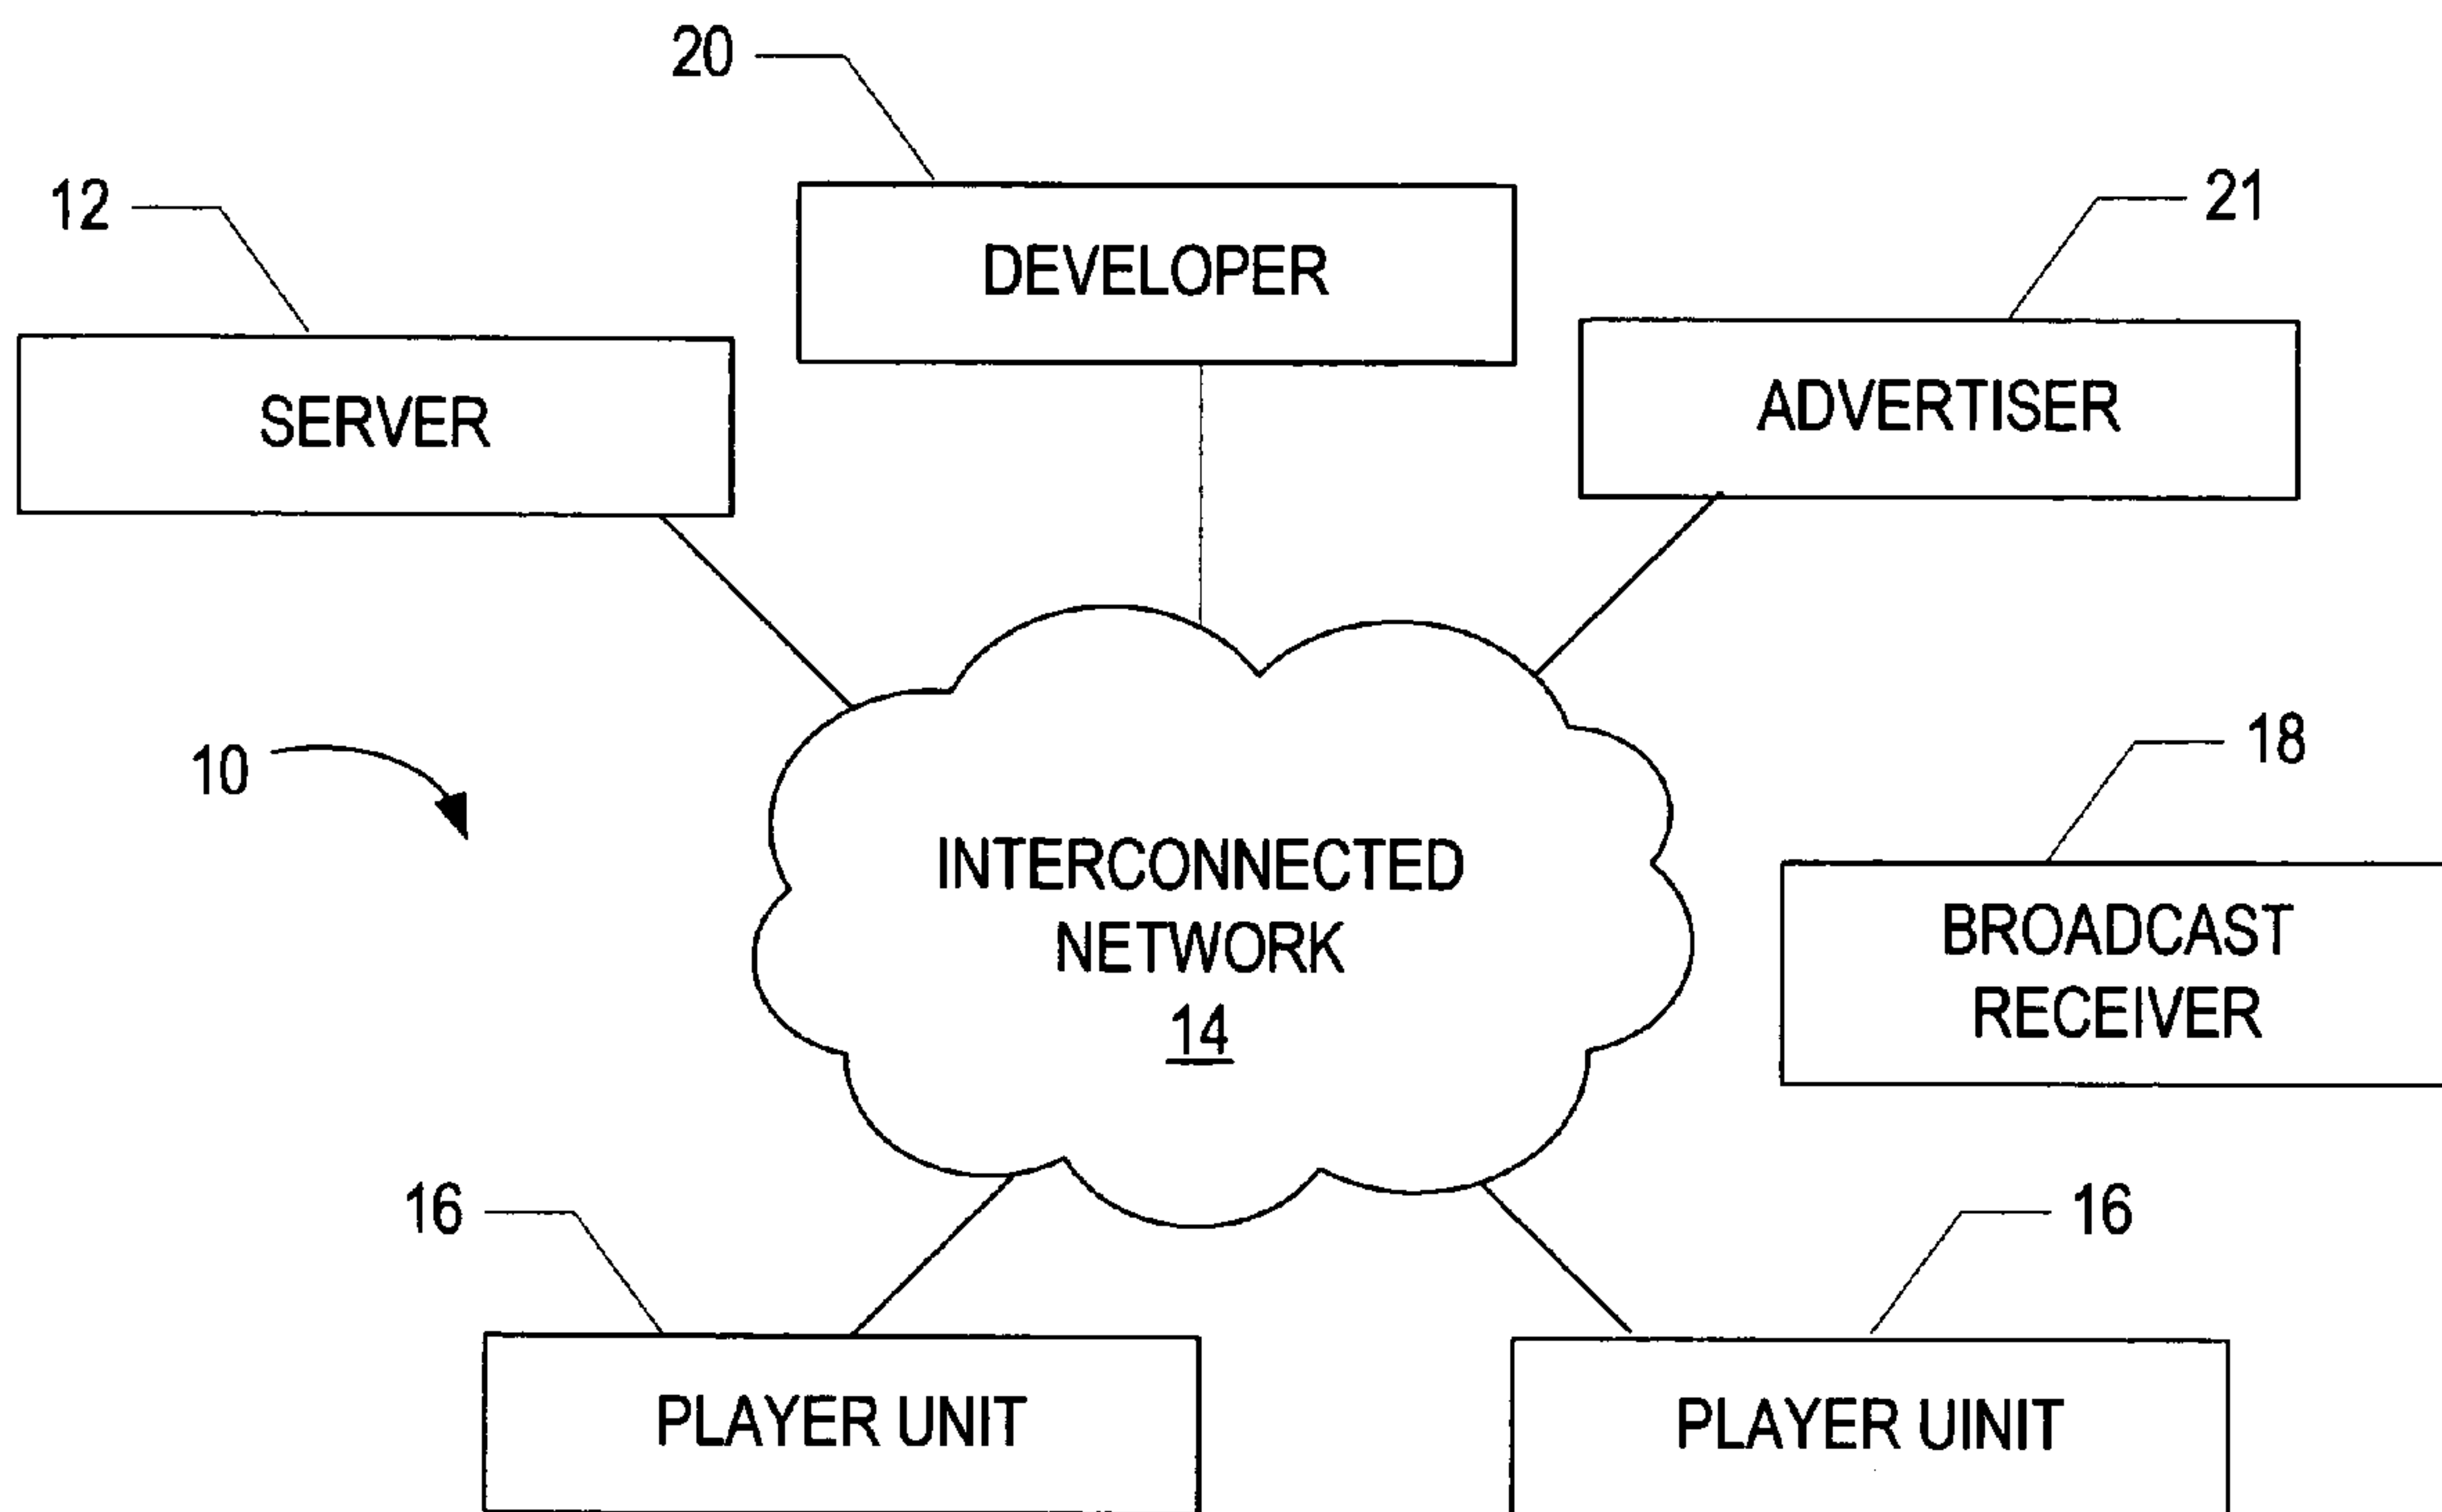 20
12
21
DEVELOPER
ADVERTISER
SERVER
18
10
INTERCONNECTED
NETWORK
14
BROADCAST
RECEIVER
16
16
PLAYER UNIT
PLAYER UINIT